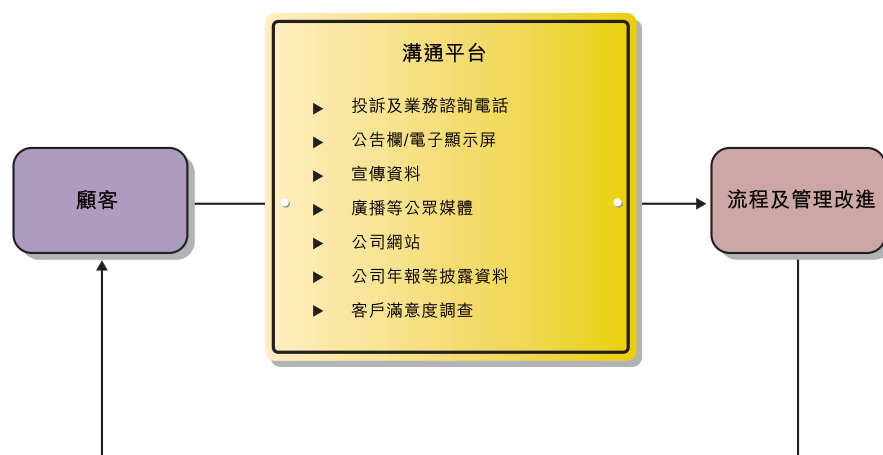 溝通平台
投訴及業務諮詢電話
公告欄/電子顯示屏
宣傳資料
廣播等公眾媒體
公司網站
公司年報等披露資料
客戶滿意度調查
顧客
流程及管理改進